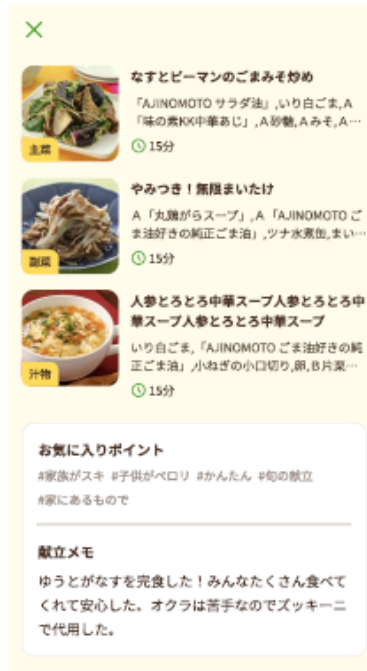 なすとピーマンのごまみそ炒め
「AJINOMOTO サラダ油」,いり白ごま,A
「味の素KK中華あじ」,A砂糖,Aみそ,A…
主菜
15分
やみつき！無限まいたけ
A「丸鶏がらスープ」,A「AJINOMOTO ご
ま油好きの純正ごま油」,ツナ水煮缶,まい…
副菜
15分
人参とろとろ中華スープ人参とろとろ中
華スープ人参とろとろ中華スープ
いり白ごま,「AJINOMOTO ごま油好きの純
正ごま油」,小ねぎの小口切り,卵,B片栗…
汁物
15分
お気に入りポイント
#家族がスキ #子供がペロリ #かんたん #旬の献立
#家にあるもので
献立メモ
ゆうとがなすを完食した！みんなたくさん食べて
くれて安心した。オクラは苦手なのでズッキーニ
で代用した。